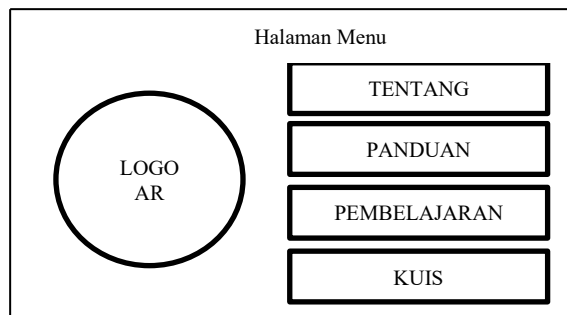 Halaman Menu
LOGO
AR
TENTANG
PANDUAN
PEMBELAJARAN
KUIS